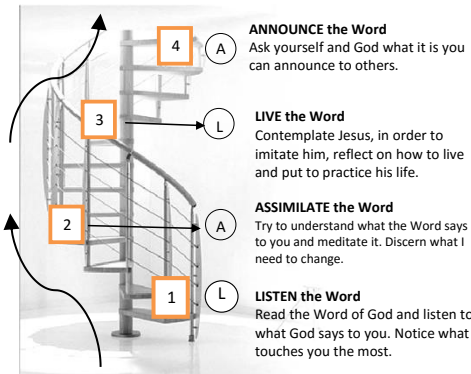 4 A ANNOUNCE the Word
Ask yourself and God what it is you
can announce to others.
3 L LIVE the Word
Contemplate Jesus, in order to
imitate him, reflect on how to live
and put to practice his life.
2 A ASSIMILATE the Word
Try to understand what the Word says
to you and meditate it. Discern what I
need to change.
1 L LISTEN the Word
Read the Word of God and listen to
what God says to you. Notice what
touches you the most.